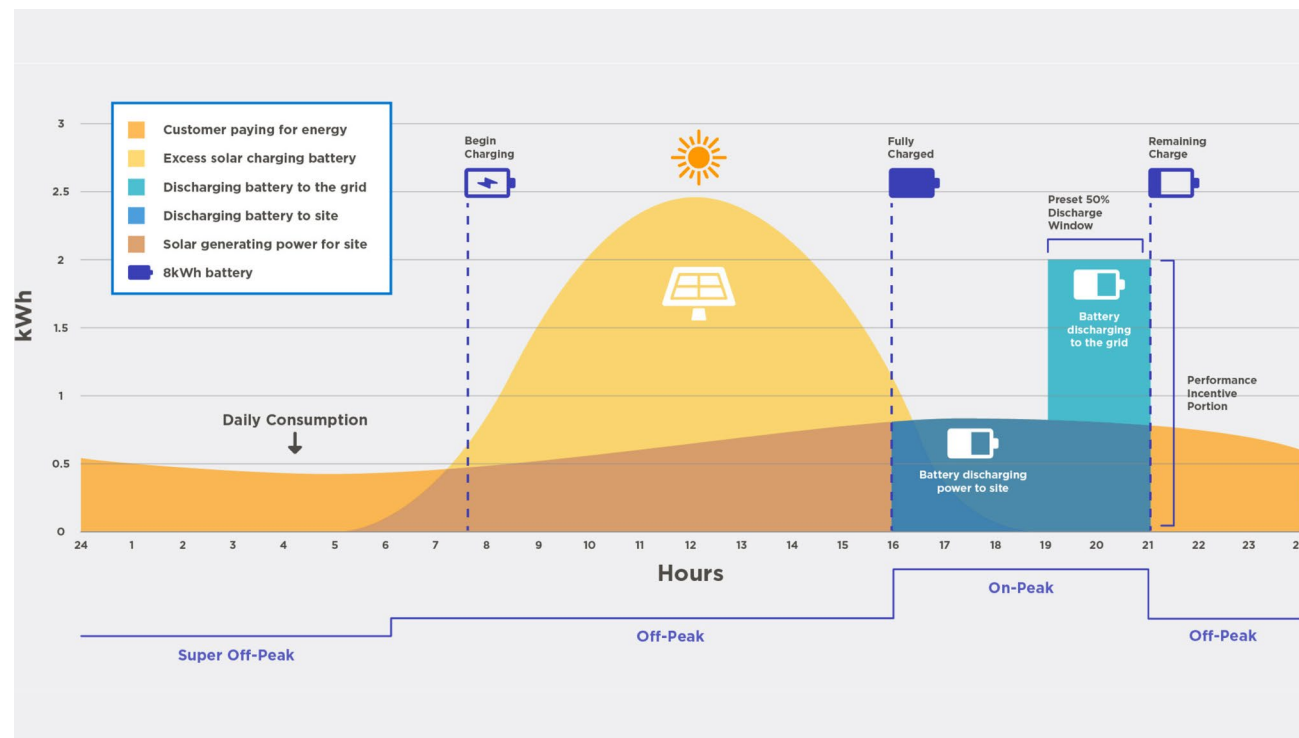 Customer paying for energy
Excess solar charging battery
Discharging battery to the grid
Discharging battery to site
Solar generating power for site
8kWh battery
Begin
Charging
Fully
Charged
Remaining
Charge
Preset 50%
Discharge
WIndow
kWh
3
2.5
2
1.5
1
0.5
0
Battery
discharging
to the grid
Performance
Incentive
Portion
Daily Consumption
Battery discharging
power to site
24 1 2 3 4 5 6 7 8 9 10 11 12 13 14 15 16 17 18 19 20 21 22 23 2
Hours
On-Peak
Off-Peak
Off-Peak
Super Off-Peak